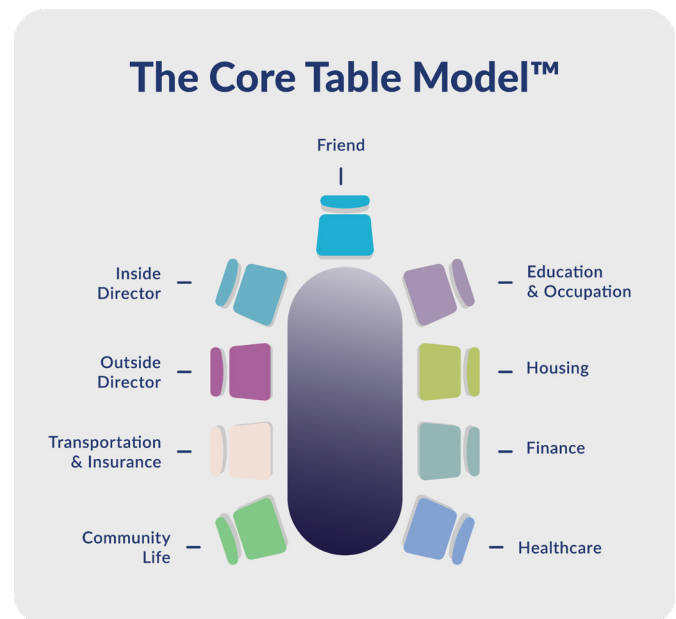 The Core Table Model™
Friend
Inside
Director
Education
& Occupation
Outside
Director
Housing
Transportation
& Insurance
Finance
Community
Life
Healthcare